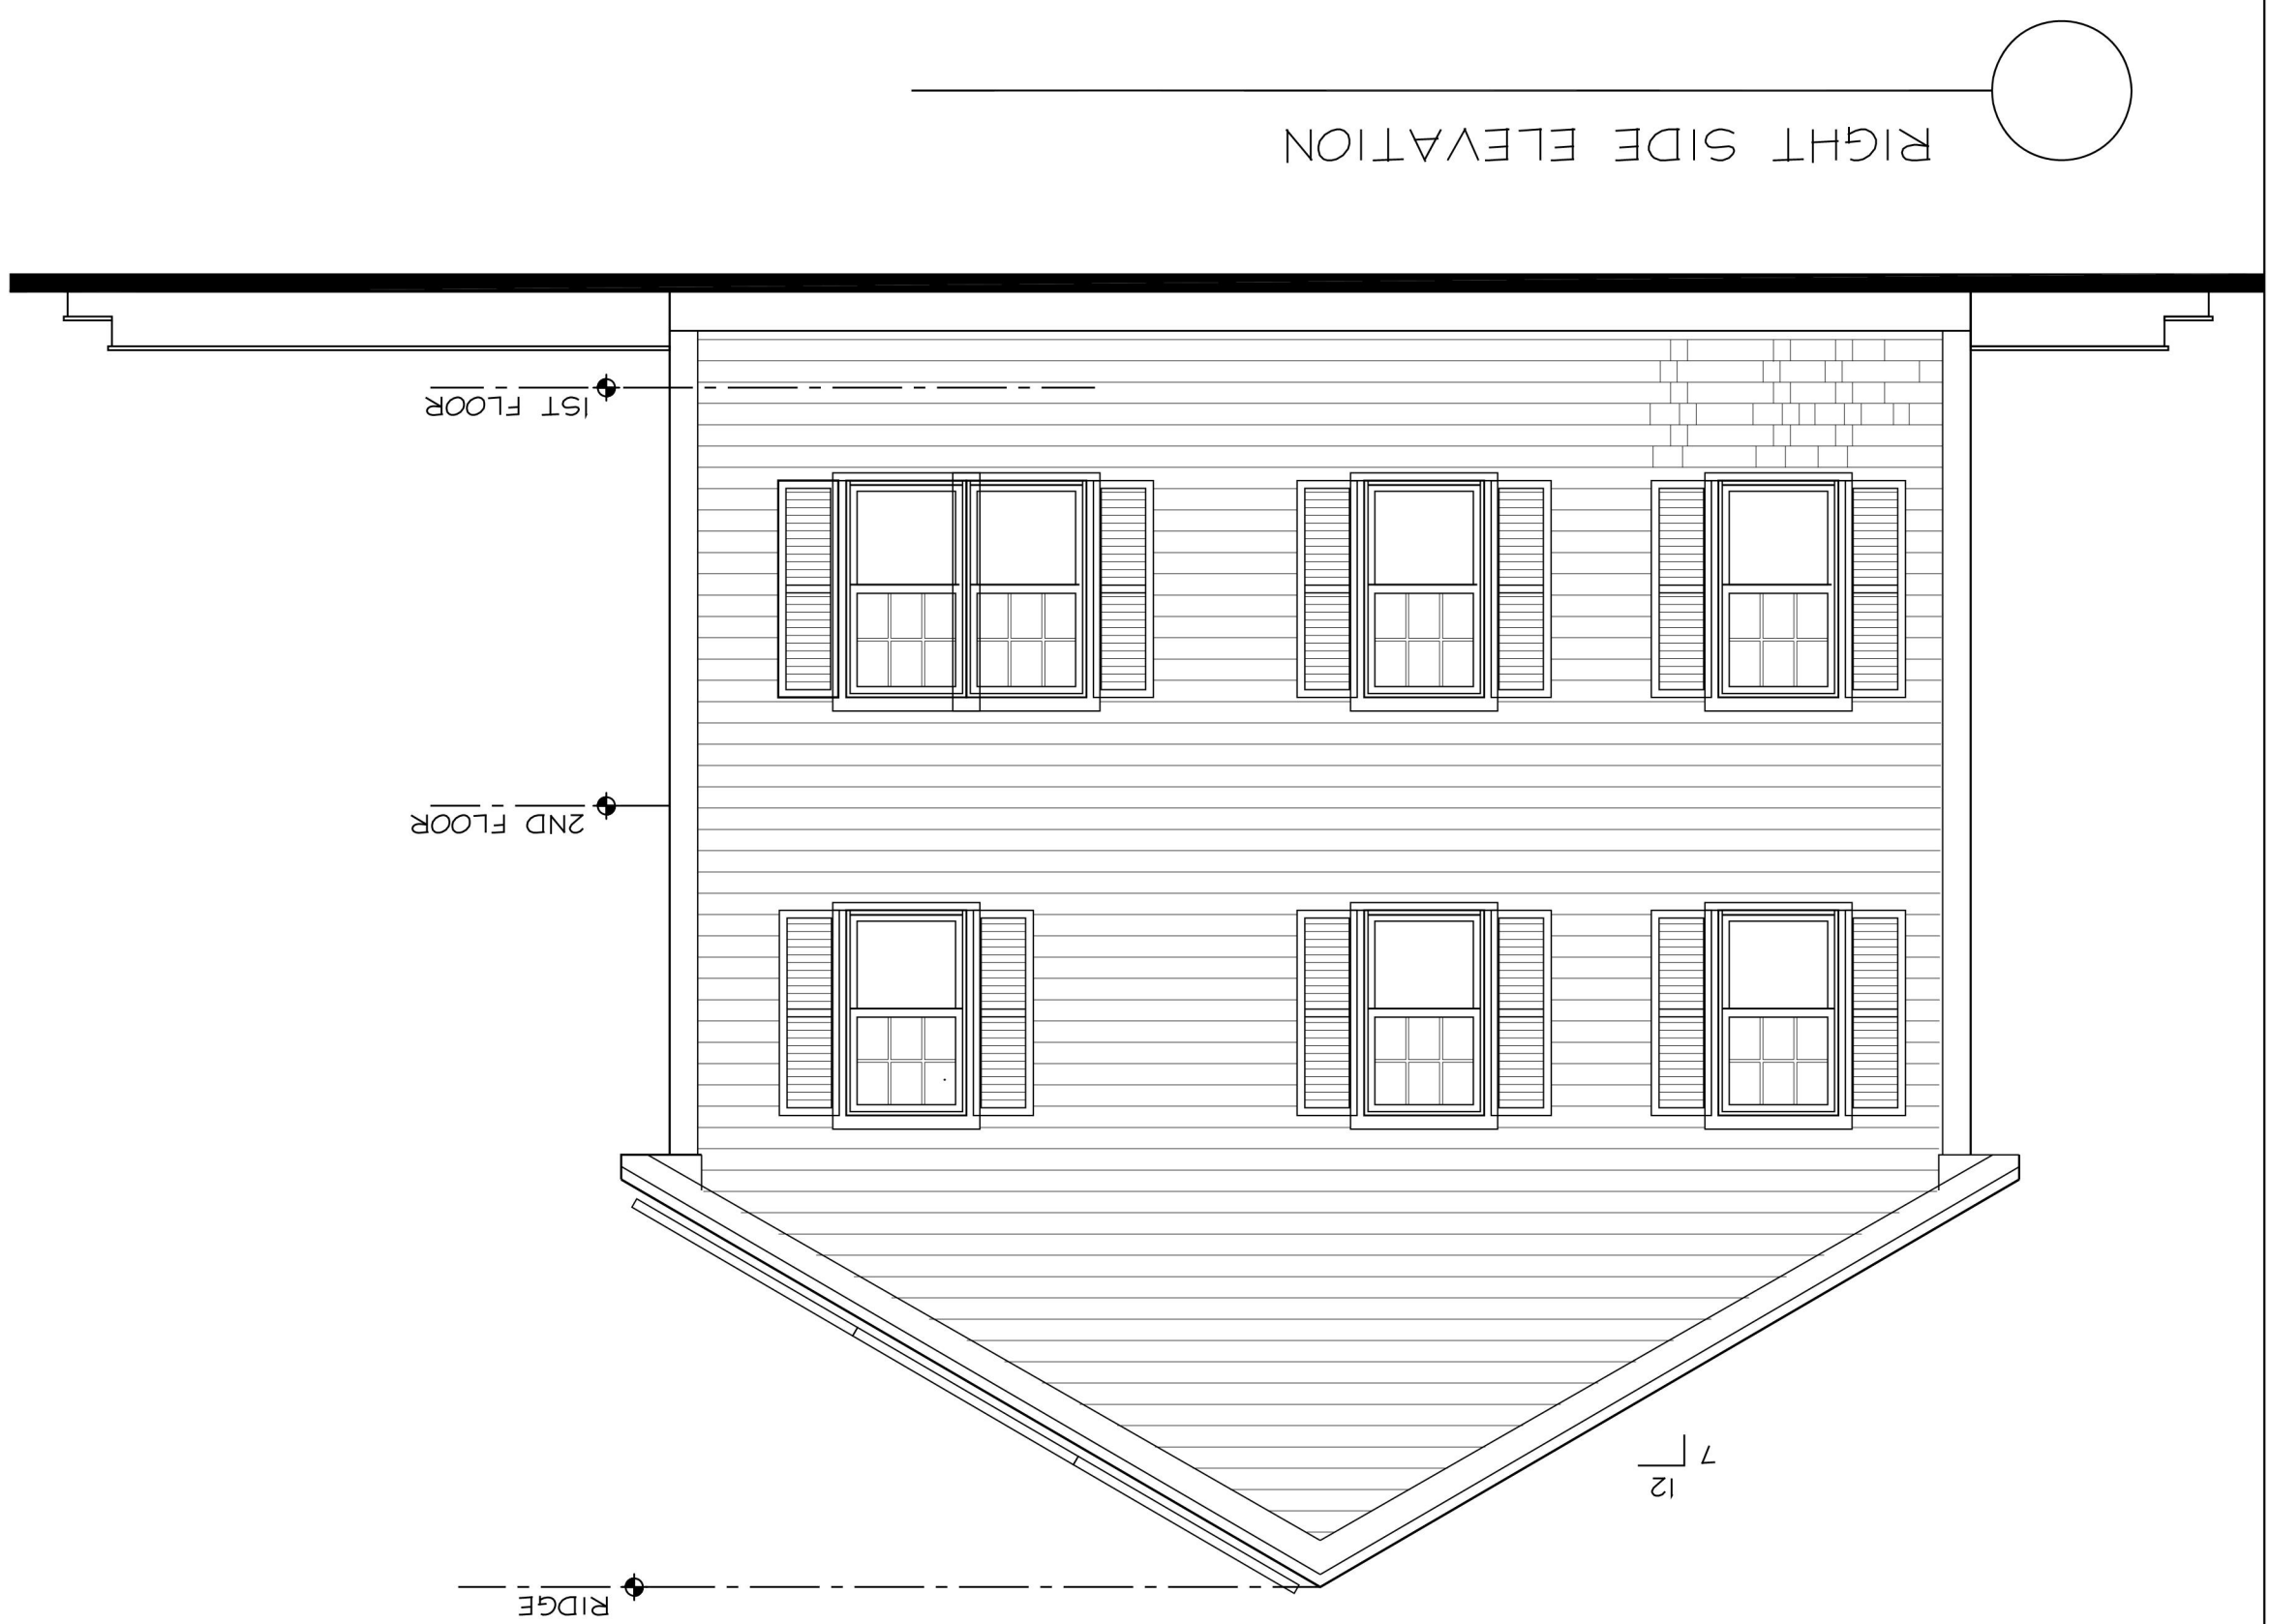 RIDGE
12
7
2ND FLOOR
1ST FLOOR
RIGHT SIDE ELEVATION